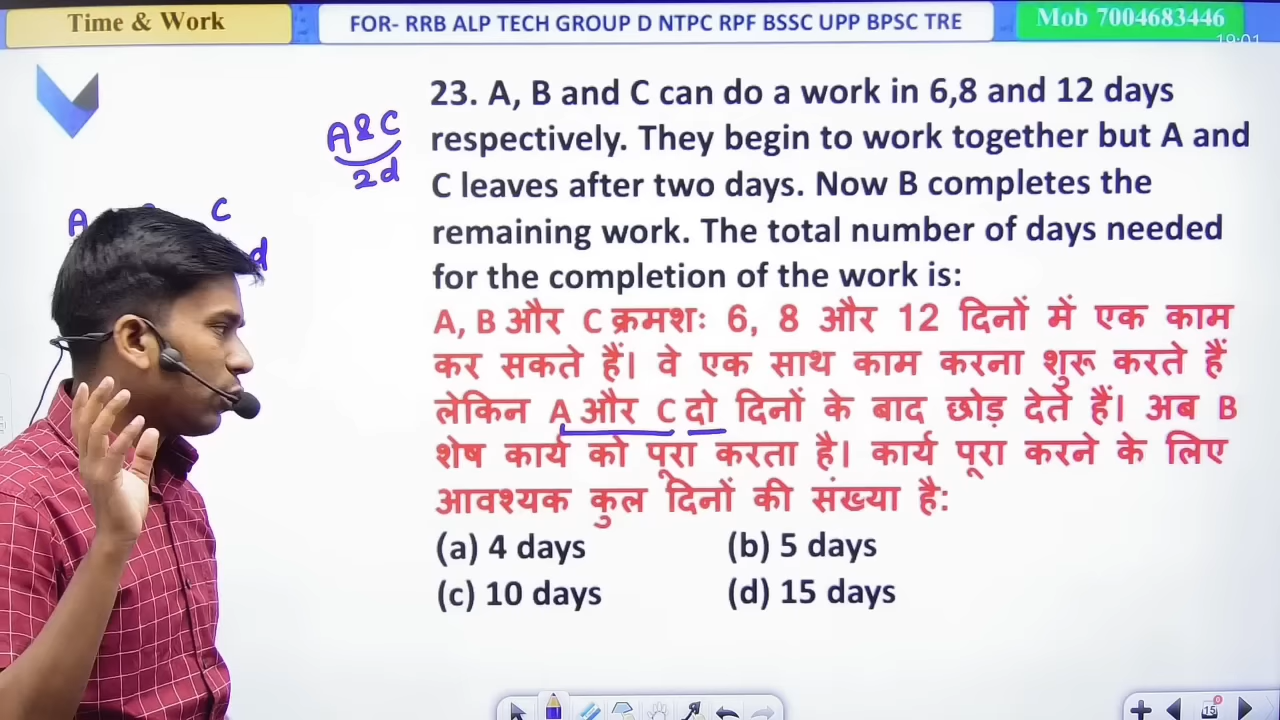 Time & Work
FOR- RRB ALP TECH GROUP D NTPC RPF BSSC UPP BPSC TRE
Mob 7004683446
19:01
23. A, B and C can do a work in 6,8 and 12 days
respectively. They begin to work together but A and
C leaves after two days. Now B completes the
remaining work. The total number of days needed
for the completion of the work is:
A & C
2d
A C
d
A, B और C क्रमशः 6, 8 और 12 दिनों में एक काम
कर सकते हैं। वे एक साथ काम करना शुरू करते हैं
लेकिन A और C दो दिनों के बाद छोड़ देते हैं। अब B
शेष कार्य को पूरा करता है। कार्य पूरा करने के लिए
आवश्यक कुल दिनों की संख्या है:
(a) 4 days (b) 5 days
(c) 10 days (d) 15 days
15